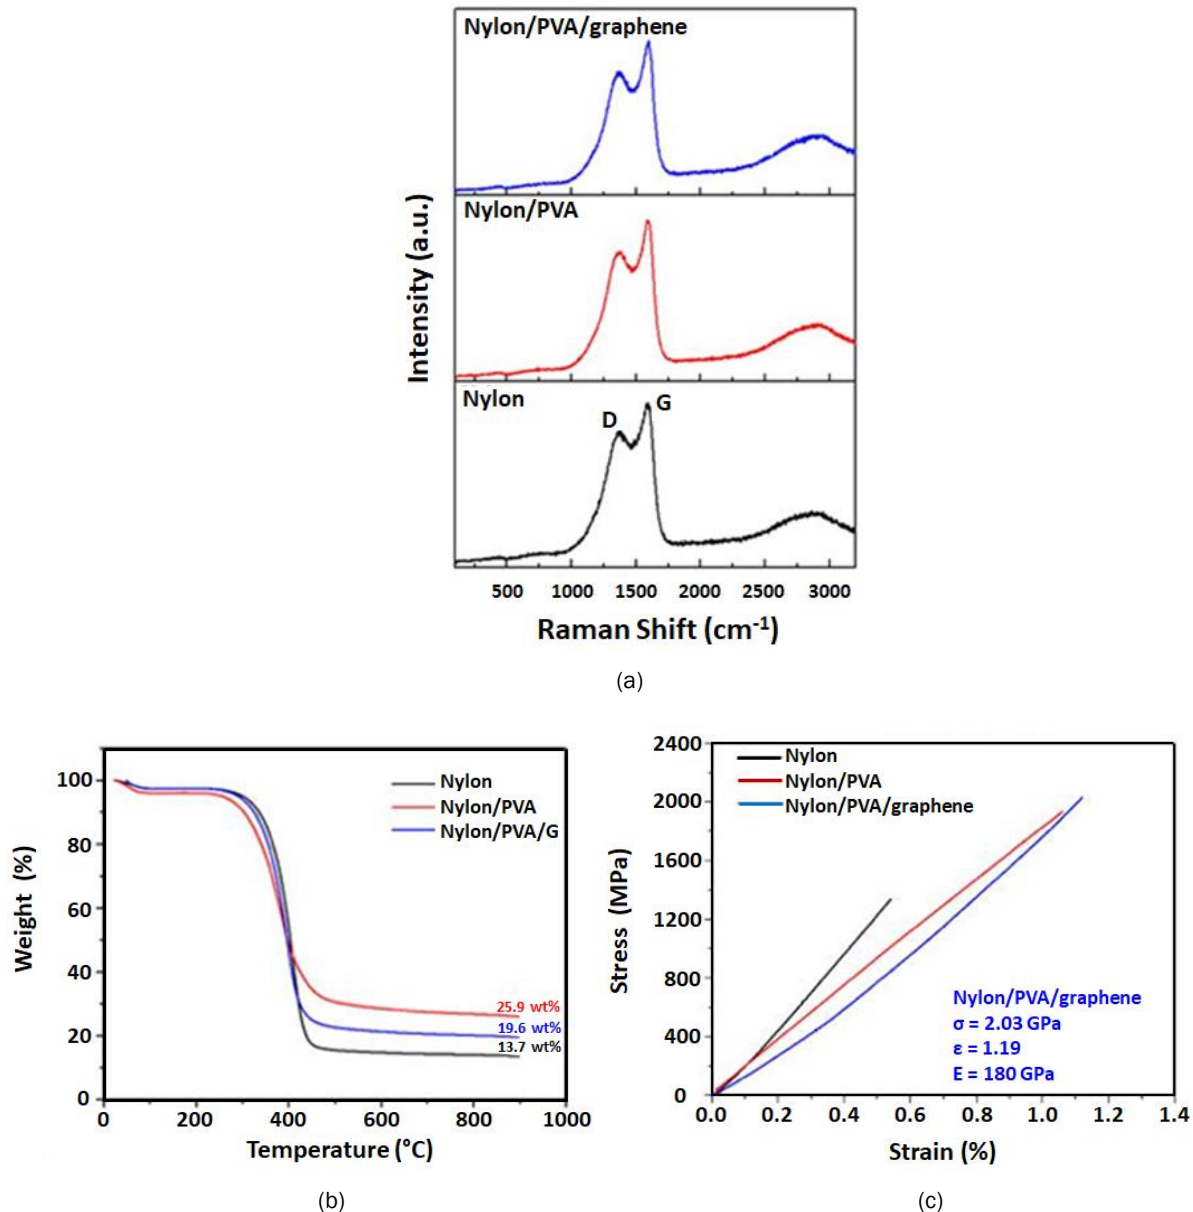 Nylon/PVA/graphene
Nylon/PVA
Nylon
D
G
Intensity (a.u.)
500 1000 1500 2000 2500 3000
Raman Shift (cm⁻¹)
(a)
100
80
60
40
20
0
Weight (%)
Nylon
Nylon/PVA
Nylon/PVA/G
25.9 wt%
19.6 wt%
13.7 wt%
0 200 400 600 800 1000
Temperature (°C)
(b)
2400
2000
1600
1200
800
400
0
Stress (MPa)
Nylon
Nylon/PVA
Nylon/PVA/graphene
Nylon/PVA/graphene
σ = 2.03 GPa
ε = 1.19
E = 180 GPa
0.0 0.2 0.4 0.6 0.8 1.0 1.2 1.4
Strain (%)
(c)